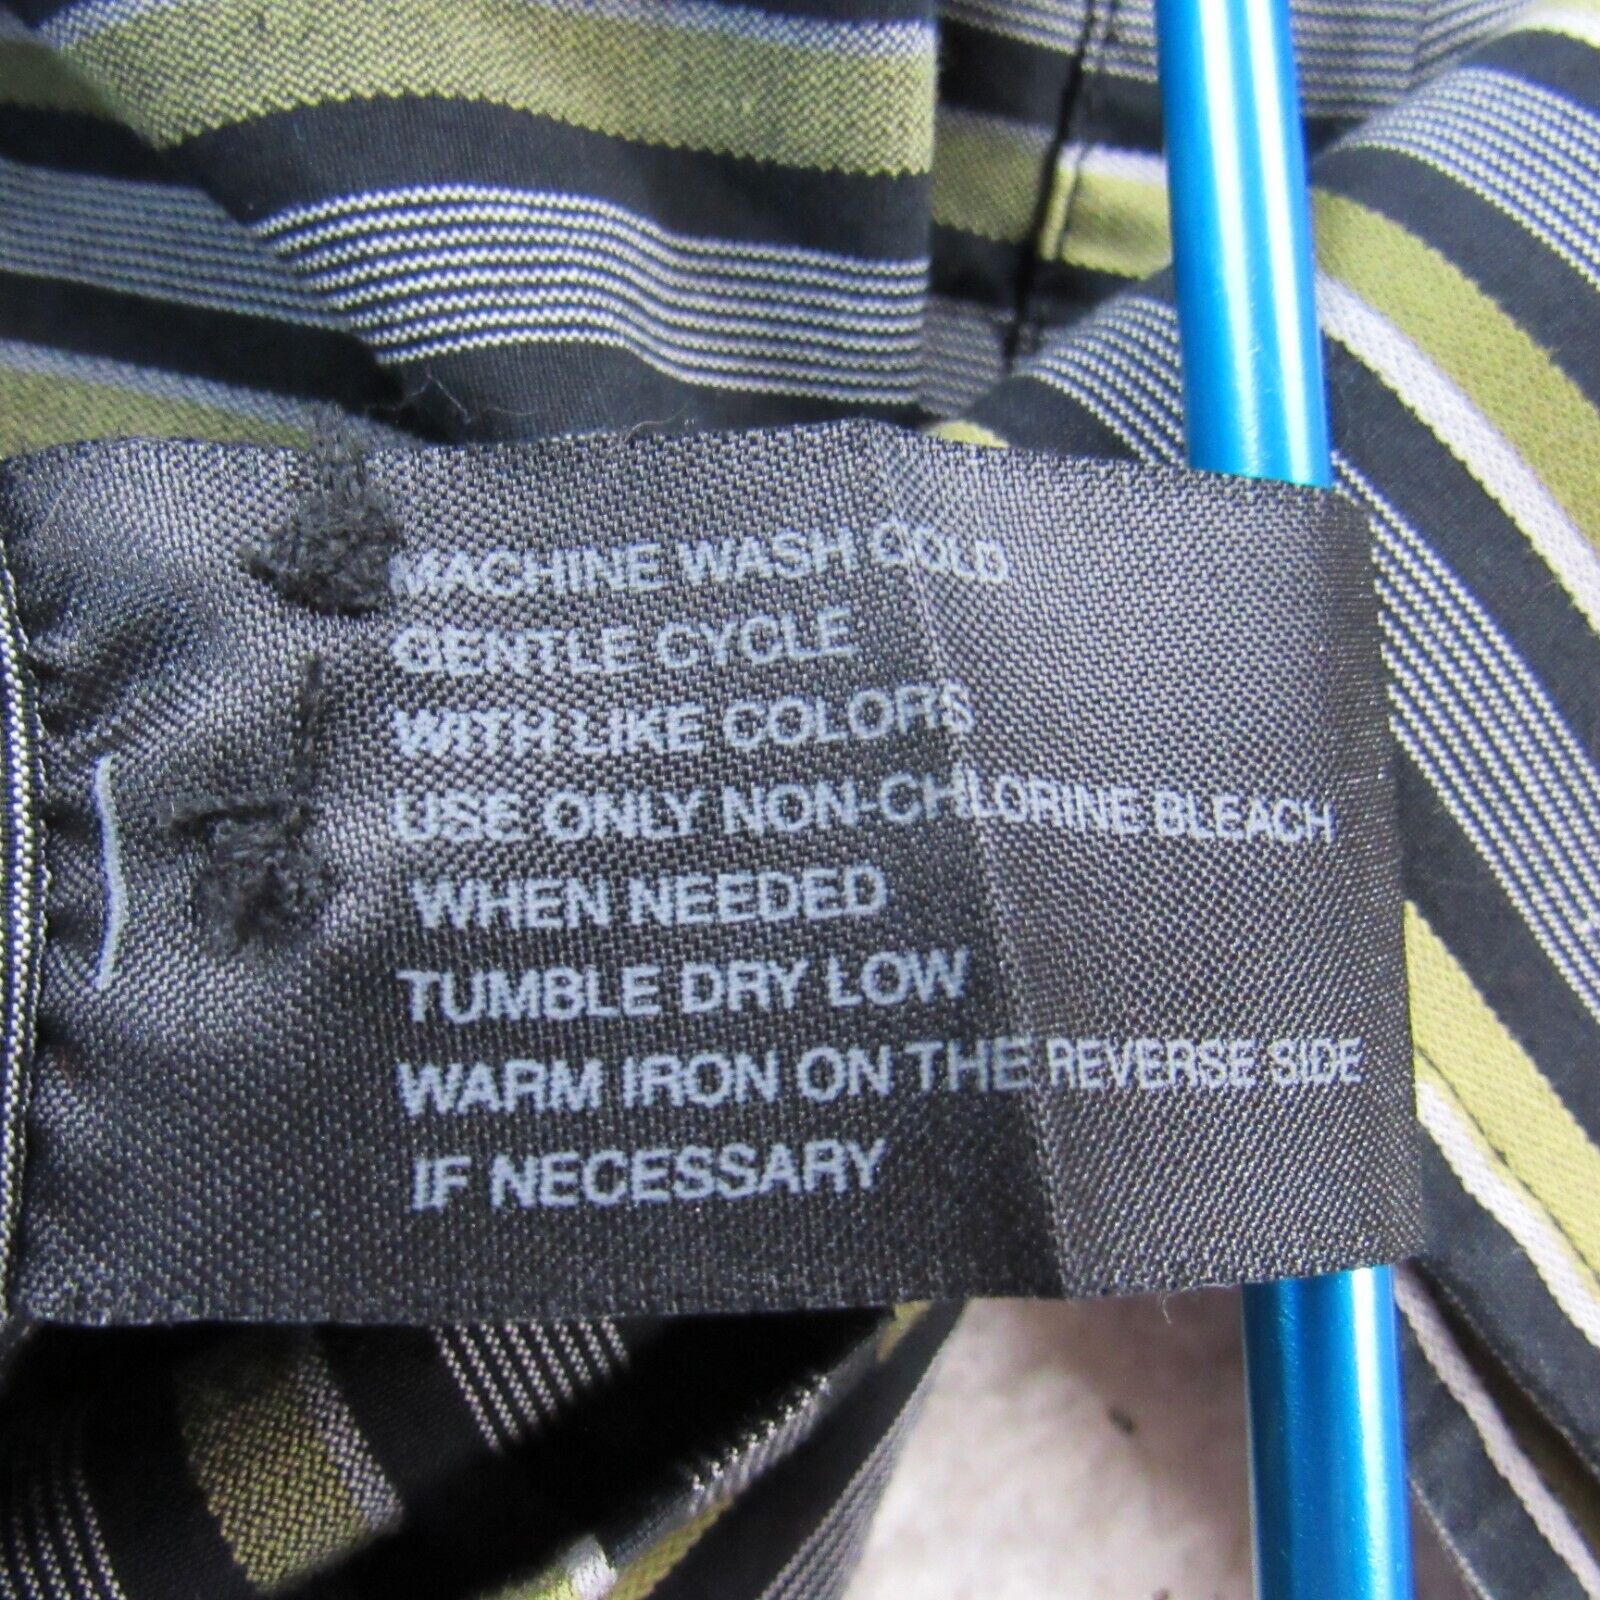 MACHINE WASH COLD
GENTLE CYCLE
WITH LIKE COLORS
USE ONLY NON-CHLORINE BLEACH
WHEN NEEDED
TUMBLE DRY LOW
WARM IRON ON THE REVERSE SIDE
IF NECESSARY